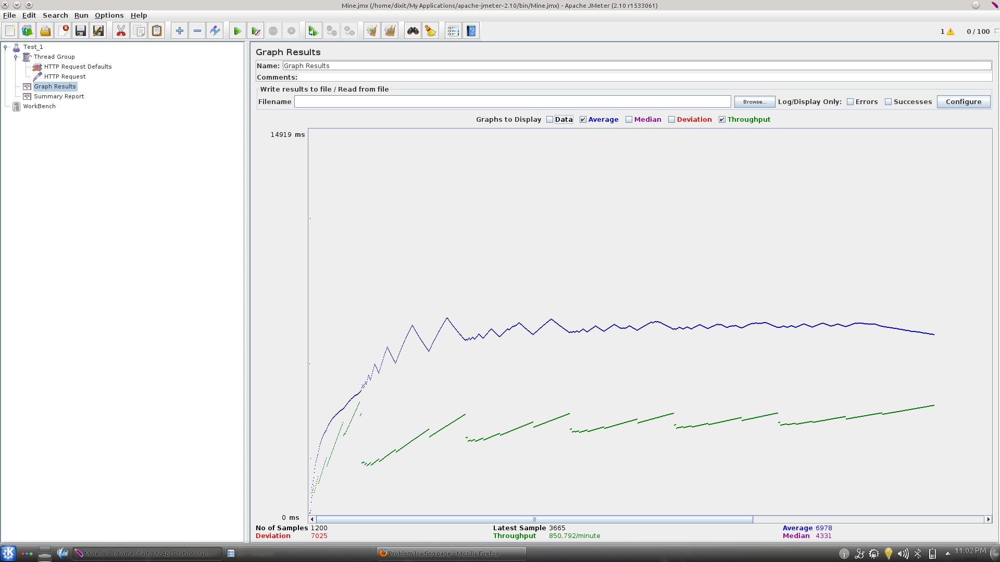 Mine.jmx (/home/dixit/My Applications/apache-jmeter-2.10/bin/Mine.jmx) - Apache JMeter (2.10 r1533061)
File Edit Search Run Options Help
1 0 / 100
Test_1
Thread Group
HTTP Request Defaults
HTTP Request
Graph Results
Summary Report
WorkBench
Graph Results
Name: Graph Results
Comments:
Write results to file / Read from file
Filename Browse... Log/Display Only: Errors Successes Configure
Graphs to Display Data Average Median Deviation Throughput
14919 ms
0 ms
No of Samples 1200 Latest Sample 3665 Average 6978
Deviation 7025 Throughput 850.792/minute Median 4331
Mine.jmx (/home/dixit/My Applications/apac
bin - Dolphin
Problem loading page - Mozilla Firefox
11:02 PM
Local